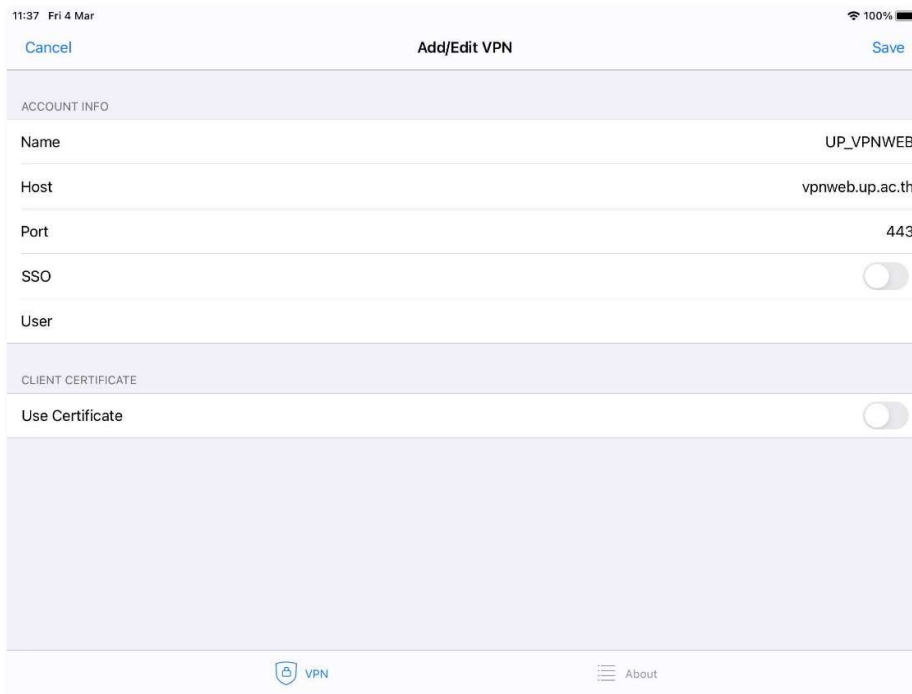 11:37 Fri 4 Mar 100%
Cancel Add/Edit VPN Save
ACCOUNT INFO
Name UP_VPNWEB
Host vpnweb.up.ac.th
Port 443
SSO
User
CLIENT CERTIFICATE
Use Certificate
VPN About